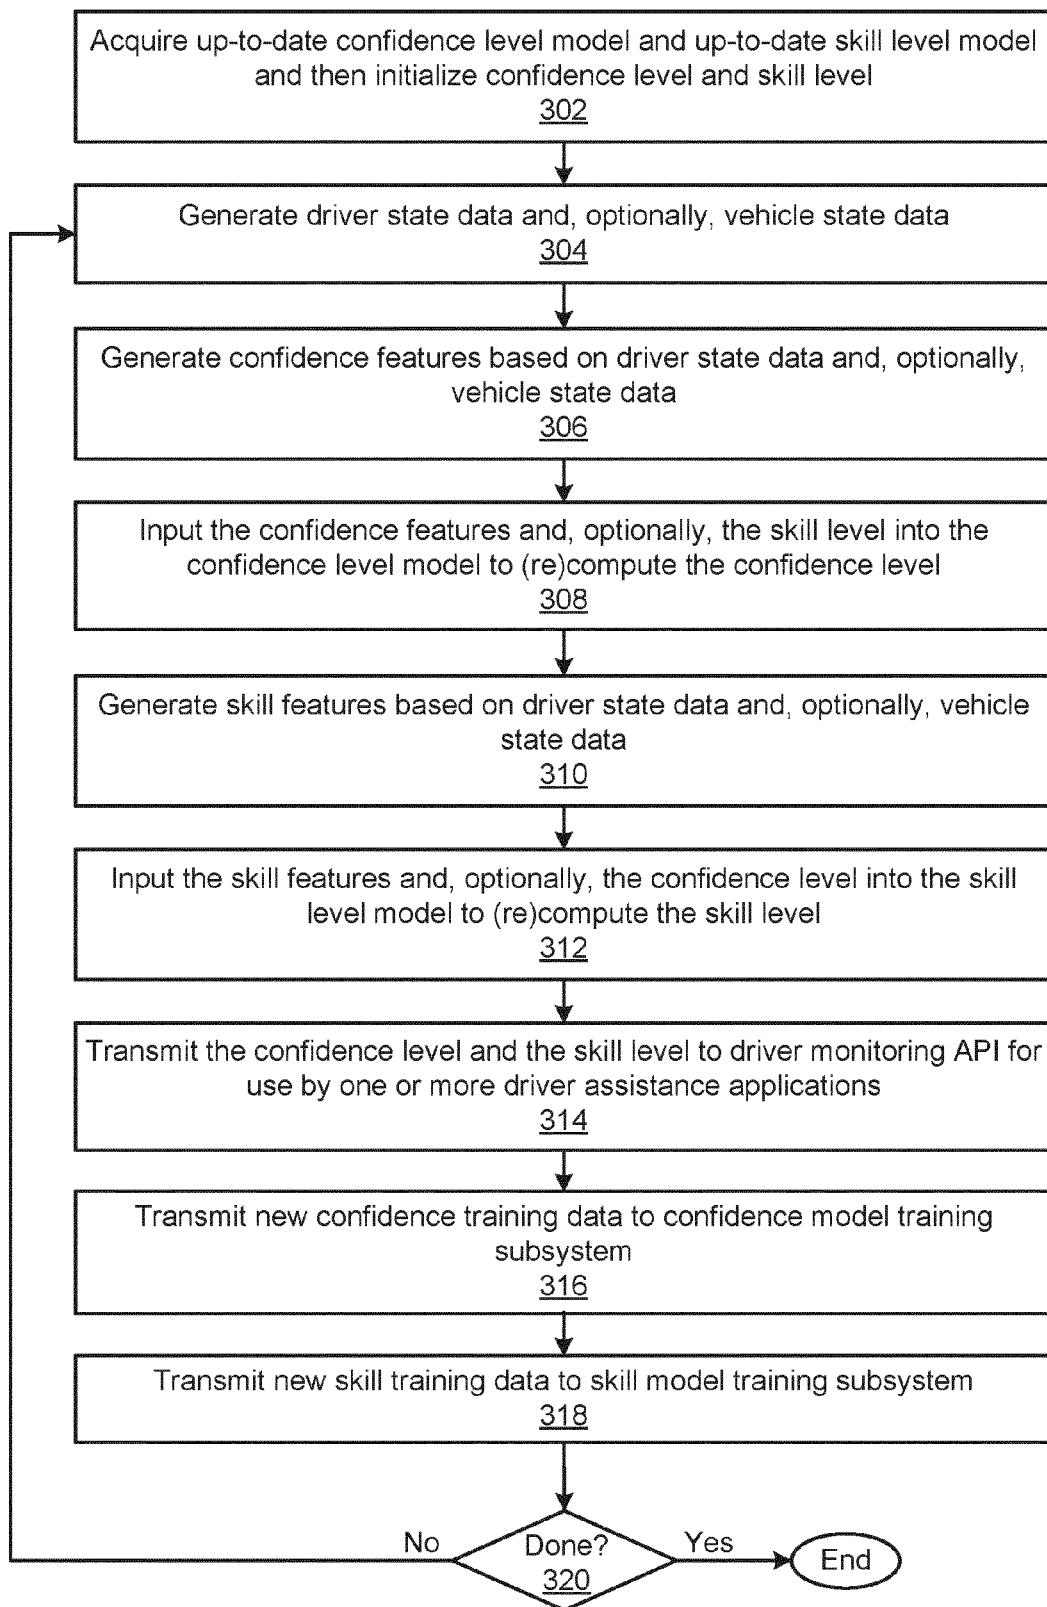 Acquire up-to-date confidence level model and up-to-date skill level model
and then initialize confidence level and skill level
302
Generate driver state data and, optionally, vehicle state data
304
Generate confidence features based on driver state data and, optionally,
vehicle state data
306
Input the confidence features and, optionally, the skill level into the
confidence level model to (re)compute the confidence level
308
Generate skill features based on driver state data and, optionally, vehicle
state data
310
Input the skill features and, optionally, the confidence level into the skill
level model to (re)compute the skill level
312
Transmit the confidence level and the skill level to driver monitoring API for
use by one or more driver assistance applications
314
Transmit new confidence training data to confidence model training
subsystem
316
Transmit new skill training data to skill model training subsystem
318
No
Done?
320
Yes
End